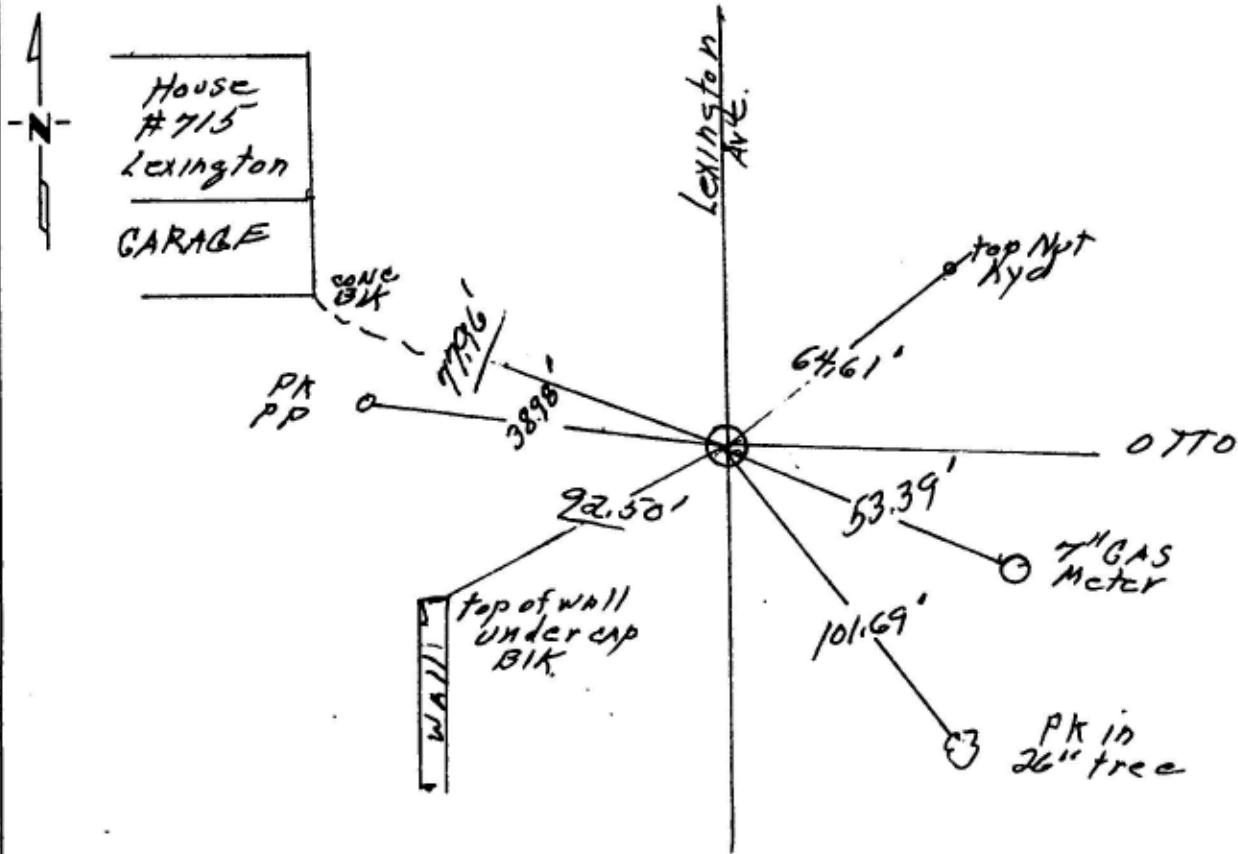 N
House
#715
Lexington
GARAGE
CONC
BlK
77.96'
PK
PP
38.98'
Lexington
AVE.
top Nut
Hyd
64.61'
OTTO
53.39'
GAS
Meter
92.50'
top of wall
under cap
BlK
WAll
101.69'
PK in
26" tree